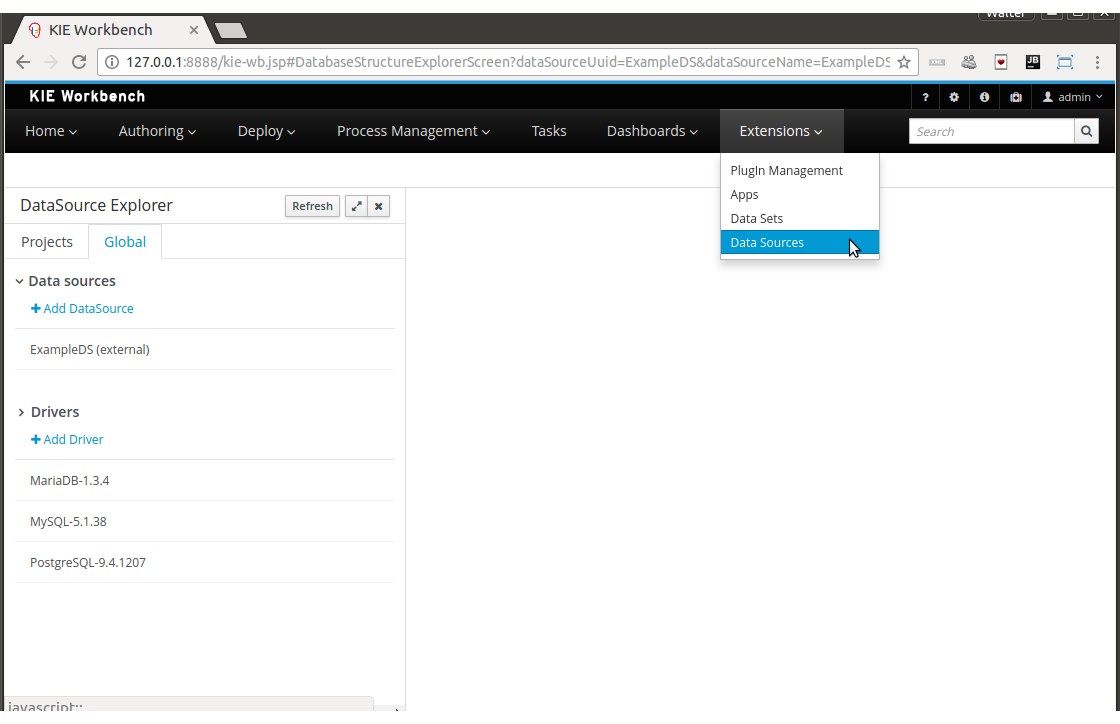 Walter
KIE Workbench
127.0.0.1:8888/kie-wb.jsp#DatabaseStructureExplorerScreen?dataSourceUuid=ExampleDS&dataSourceName=ExampleDS
JB
KIE Workbench
? admin
Home Authoring Deploy Process Management Tasks Dashboards Extensions Search
PlugIn Management
Apps
Data Sets
Data Sources
DataSource Explorer Refresh
Projects Global
Data sources
+ Add DataSource
ExampleDS (external)
Drivers
+ Add Driver
MariaDB-1.3.4
MySQL-5.1.38
PostgreSQL-9.4.1207
javascript:;